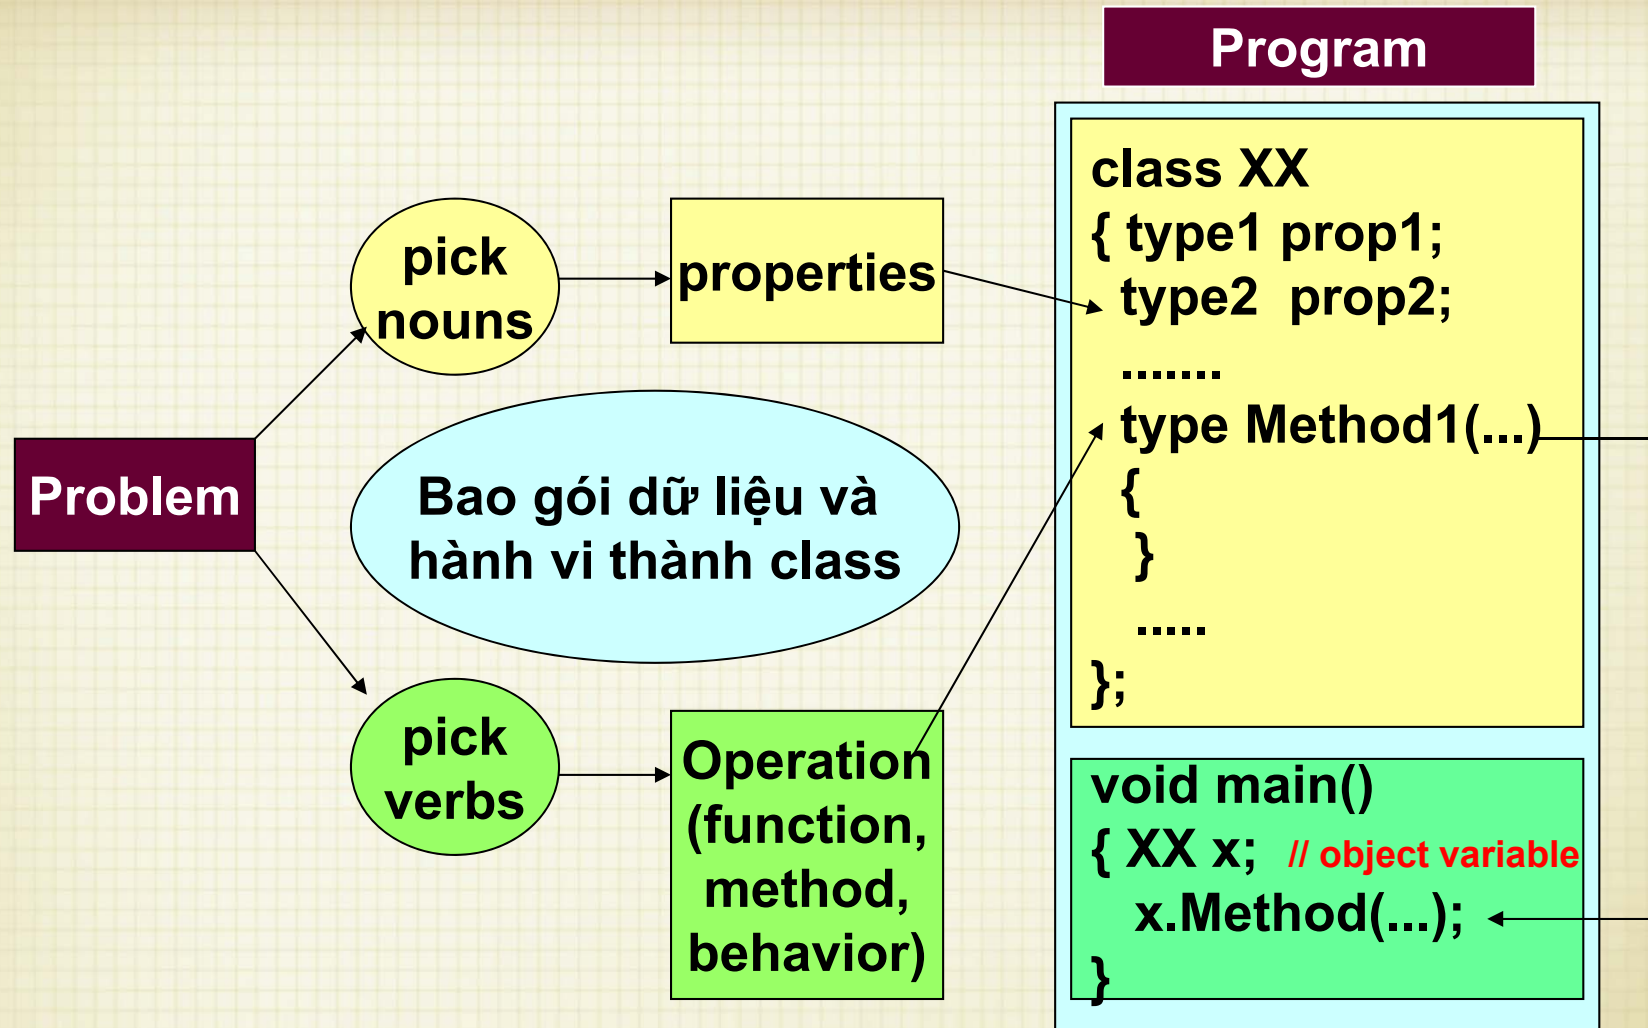 Program
Problem
pick
nouns
properties
Bao gói dữ liệu và
hành vi thành class
pick
verbs
Operation
(function,
method,
behavior)
class XX
{ type1 prop1;
type2 prop2;
.......
type Method1(...)
{
}
.....
};
void main()
{ XX x; // object variable
x.Method(...);
}